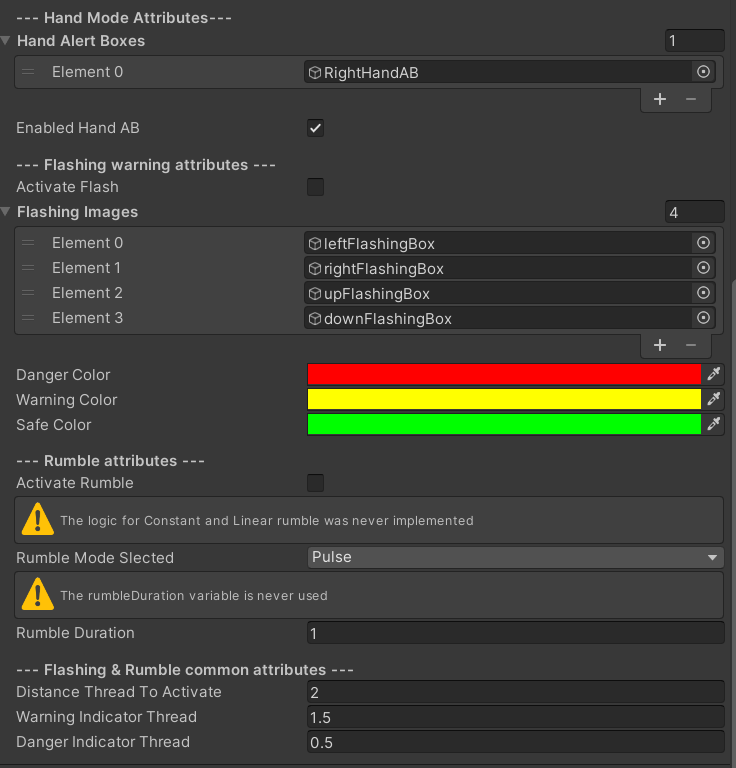 --- Hand Mode Attributes---
Hand Alert Boxes 1
Element 0 RightHandAB
+ −
Enabled Hand AB
--- Flashing warning attributes ---
Activate Flash
Flashing Images 4
Element 0 leftFlashingBox
Element 1 rightFlashingBox
Element 2 upFlashingBox
Element 3 downFlashingBox
+ −
Danger Color
Warning Color
Safe Color
--- Rumble attributes ---
Activate Rumble
The logic for Constant and Linear rumble was never implemented
Rumble Mode Slected Pulse
The rumbleDuration variable is never used
Rumble Duration 1
--- Flashing & Rumble common attributes ---
Distance Thread To Activate 2
Warning Indicator Thread 1.5
Danger Indicator Thread 0.5